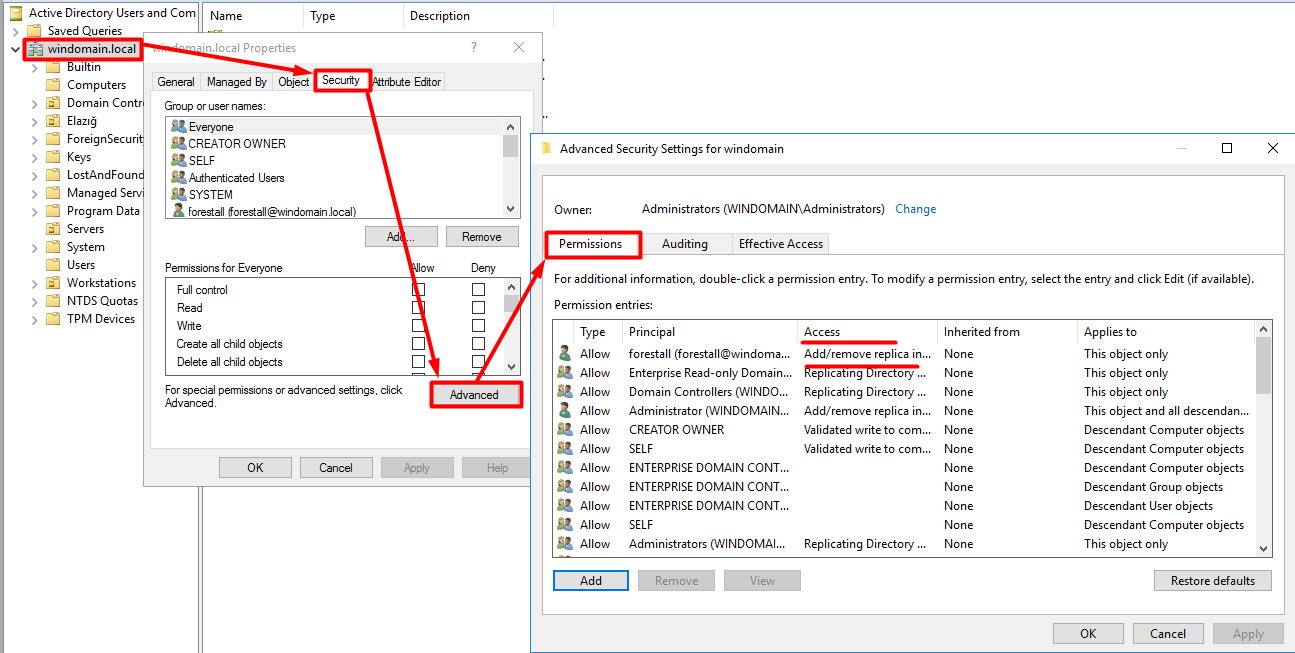 Active Directory Users and Com
Saved Queries
windomain.local
Builtin
Computers
Domain Contr
Elazığ
ForeignSecurit
Keys
LostAndFound
Managed Servi
Program Data
Servers
System
Users
Workstations
NTDS Quotas
TPM Devices
Name Type Description
windomain.local Properties
General Managed By Object Security Attribute Editor
Group or user names:
Everyone
CREATOR OWNER
SELF
Authenticated Users
SYSTEM
forestall (forestall@windomain.local)
Add... Remove
Permissions for Everyone Allow Deny
Full control
Read
Write
Create all child objects
Delete all child objects
For special permissions or advanced settings, click
Advanced.
Advanced
OK Cancel Apply Help
Advanced Security Settings for windomain
Owner: Administrators (WINDOMAIN\Administrators) Change
Permissions Auditing Effective Access
For additional information, double-click a permission entry. To modify a permission entry, select the entry and click Edit (if available).
Permission entries:
Type Principal Access Inherited from Applies to
Allow forestall (forestall@windoma... Add/remove replica in... None This object only
Allow Enterprise Read-only Domain... Replicating Directory ... None This object only
Allow Domain Controllers (WINDO... Replicating Directory ... None This object only
Allow Administrator (WINDOMAIN... Add/remove replica in... None This object and all descendan...
Allow CREATOR OWNER Validated write to com... None Descendant Computer objects
Allow SELF Validated write to com... None Descendant Computer objects
Allow ENTERPRISE DOMAIN CONT... None Descendant Computer objects
Allow ENTERPRISE DOMAIN CONT... None Descendant Group objects
Allow ENTERPRISE DOMAIN CONT... None Descendant User objects
Allow SELF None Descendant Computer objects
Allow Administrators (WINDOMAI... Replicating Directory ... None This object only
Add Remove View Restore defaults
OK Cancel Apply